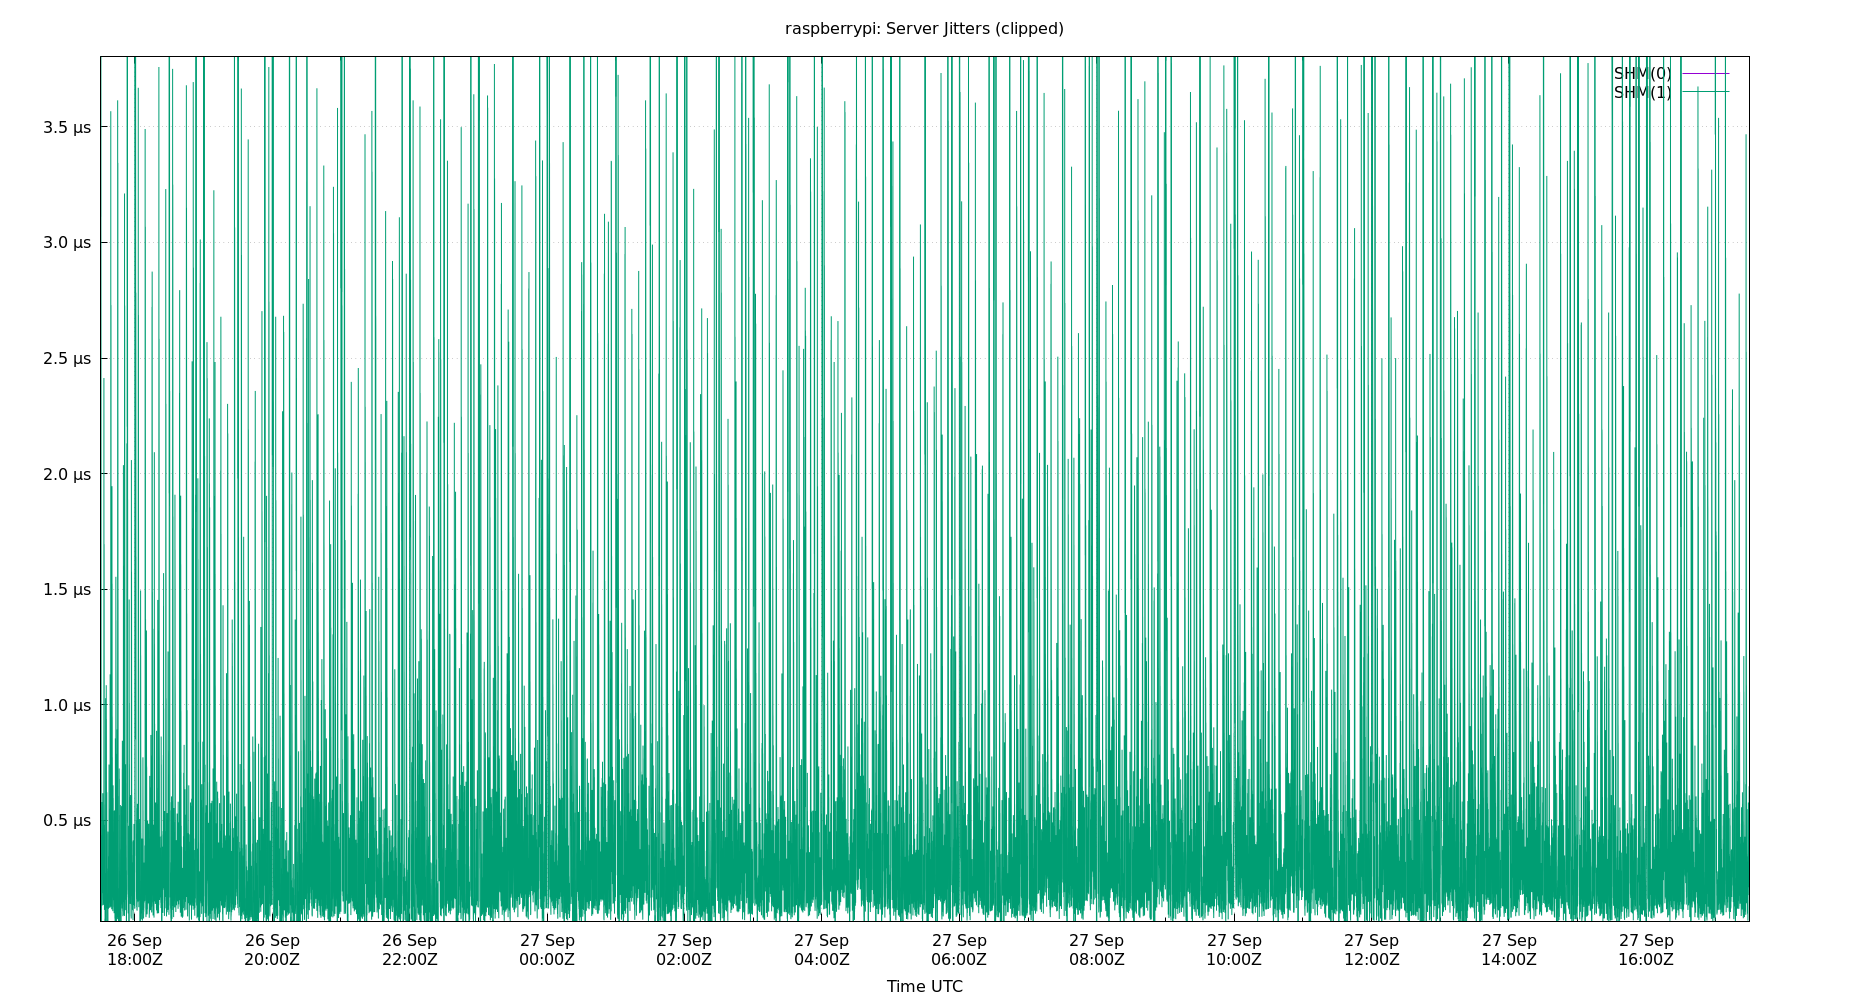 raspberrypi: Server Jitters (clipped)
SHM(0)
SHM(1)
3.5 µs
3.0 µs
2.5 µs
2.0 µs
1.5 µs
1.0 µs
0.5 µs
26 Sep 26 Sep 26 Sep 27 Sep 27 Sep 27 Sep 27 Sep 27 Sep 27 Sep 27 Sep 27 Sep 27 Sep
18:00Z 20:00Z 22:00Z 00:00Z 02:00Z 04:00Z 06:00Z 08:00Z 10:00Z 12:00Z 14:00Z 16:00Z
Time UTC